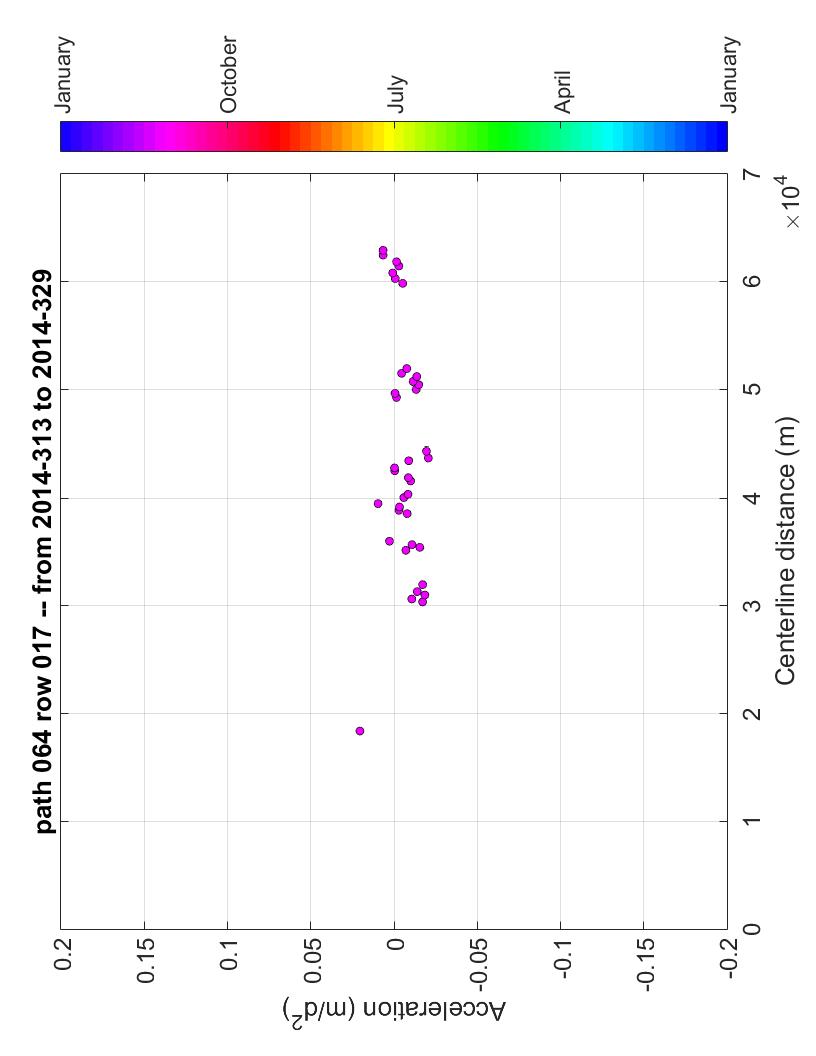 path 064 row 017 -- from 2014-313 to 2014-329
Acceleration (m/d2)
0.2
0.15
0.1
0.05
0
-0.05
-0.1
-0.15
-0.2
0
1
2
3
4
5
6
7
×10^4
Centerline distance (m)
January
October
July
April
January